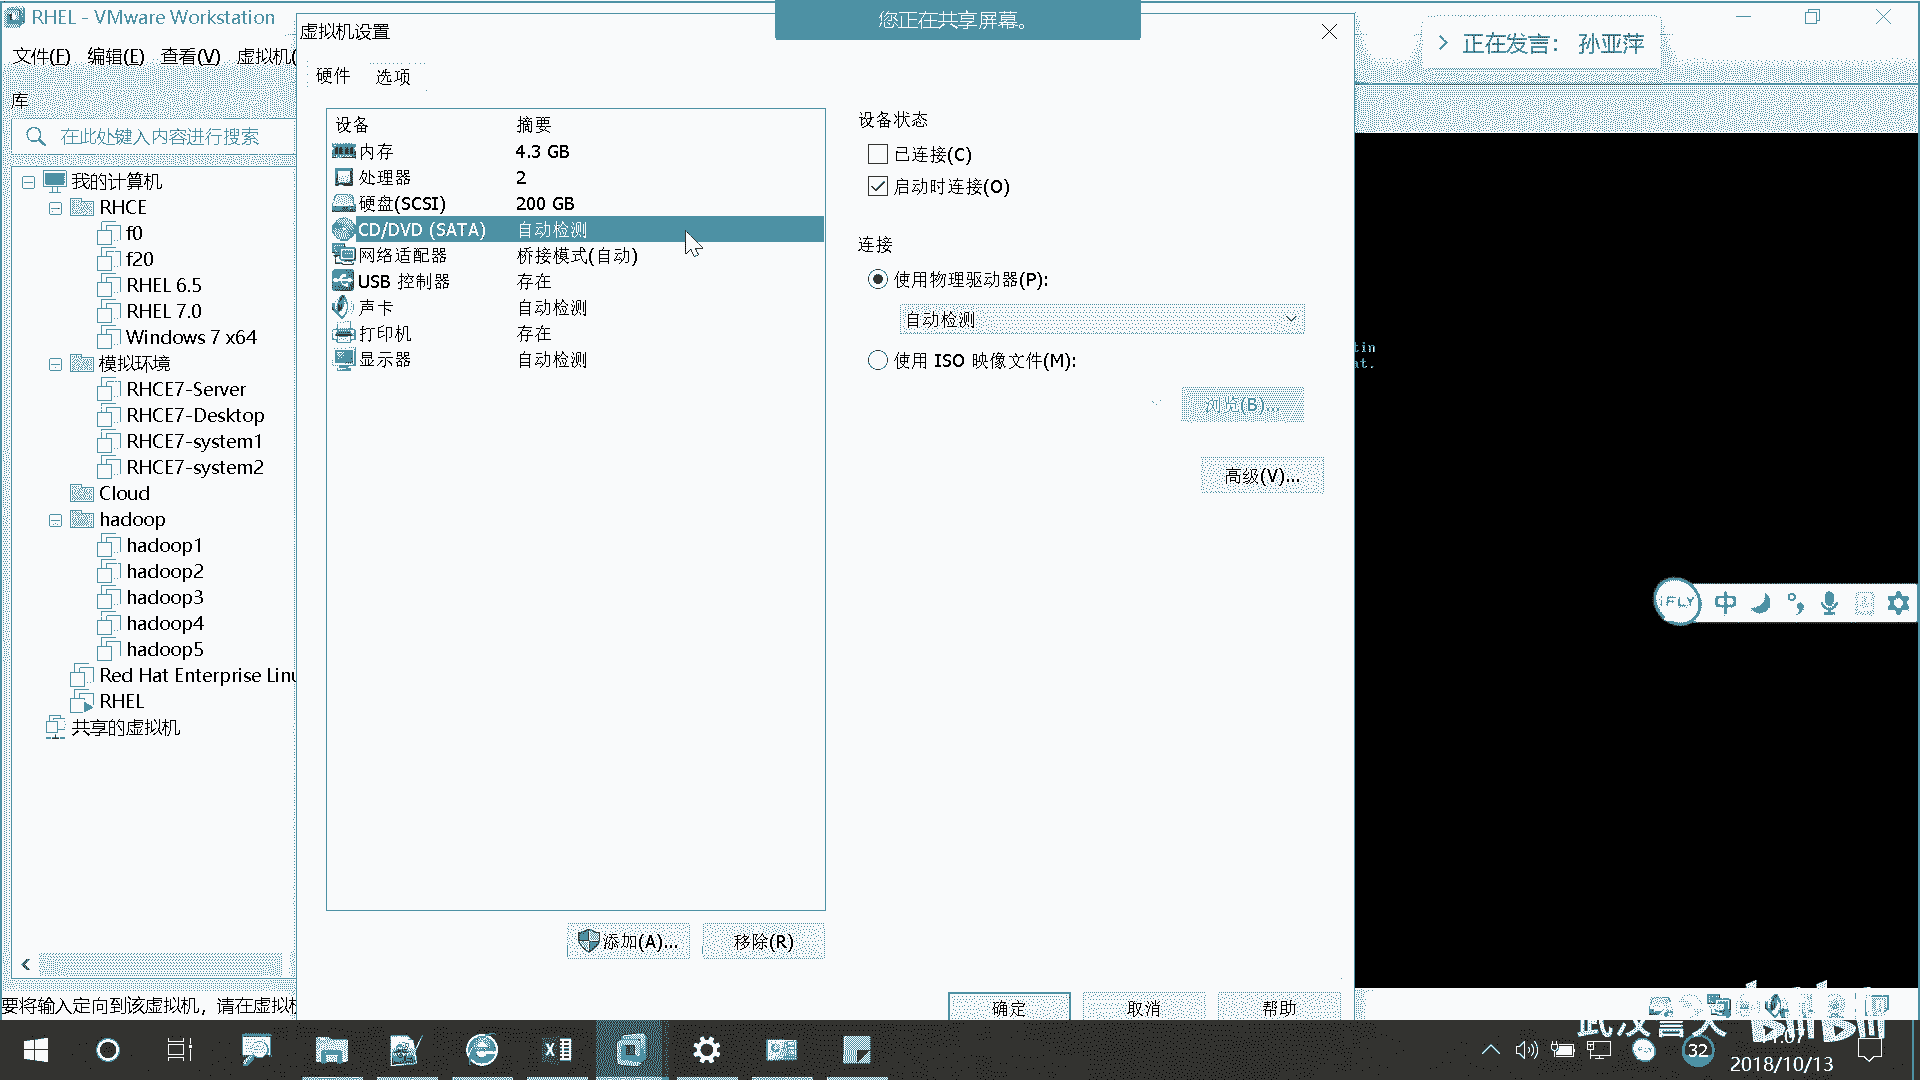 RHEL - VMware Workstation
您正在共享屏幕。
正在发言: 孙亚萍
文件(F) 编辑(E) 查看(V) 虚拟机(
库
在此处键入内容进行搜索
我的计算机
RHCE
f0
f20
RHEL 6.5
RHEL 7.0
Windows 7 x64
模拟环境
RHCE7-Server
RHCE7-Desktop
RHCE7-system1
RHCE7-system2
Cloud
hadoop
hadoop1
hadoop2
hadoop3
hadoop4
hadoop5
Red Hat Enterprise Linu
RHEL
共享的虚拟机
要将输入定向到该虚拟机，请在虚拟机
虚拟机设置
硬件 选项
设备 摘要
内存 4.3 GB
处理器 2
硬盘(SCSI) 200 GB
CD/DVD (SATA) 自动检测
网络适配器 桥接模式(自动)
USB 控制器 存在
声卡 自动检测
打印机 存在
显示器 自动检测
添加(A)... 移除(R)
设备状态
已连接(C)
启动时连接(O)
连接
使用物理驱动器(P):
自动检测
使用 ISO 映像文件(M):
浏览(B)...
高级(V)...
确定 取消 帮助
tin
at.
iFLY 中
32
2018/10/13
bilibili